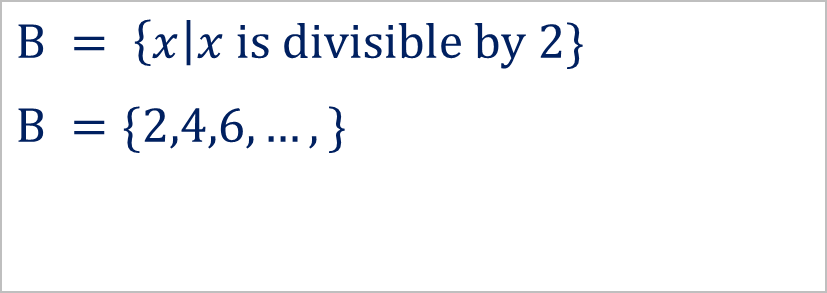 B = {x|x is divisible by 2}
B = {2,4,6, … , }